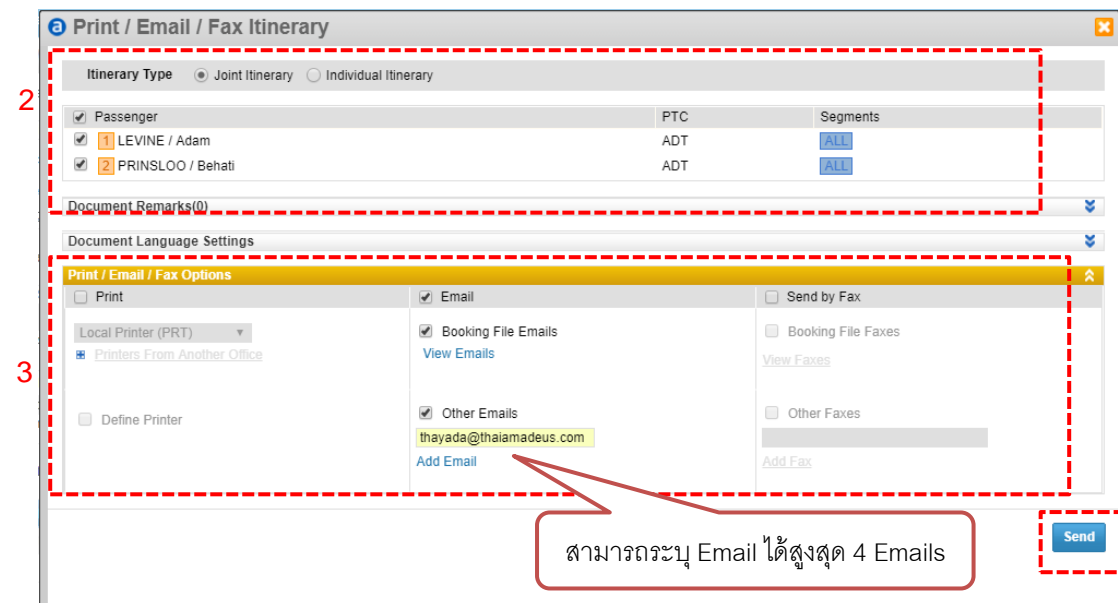 a Print / Email / Fax Itinerary
2
Itinerary Type Joint Itinerary Individual Itinerary
Passenger PTC Segments
1 LEVINE / Adam ADT ALL
2 PRINSLOO / Behati ADT ALL
Document Remarks(0)
Document Language Settings
3
Print / Email / Fax Options
Print Email Send by Fax
Local Printer (PRT) Booking File Emails Booking File Faxes
Printers From Another Office View Emails View Faxes
Define Printer Other Emails Other Faxes
thayada@thaiamadeus.com
Add Email Add Fax
สามารถระบุ Email ได้สูงสุด 4 Emails
Send